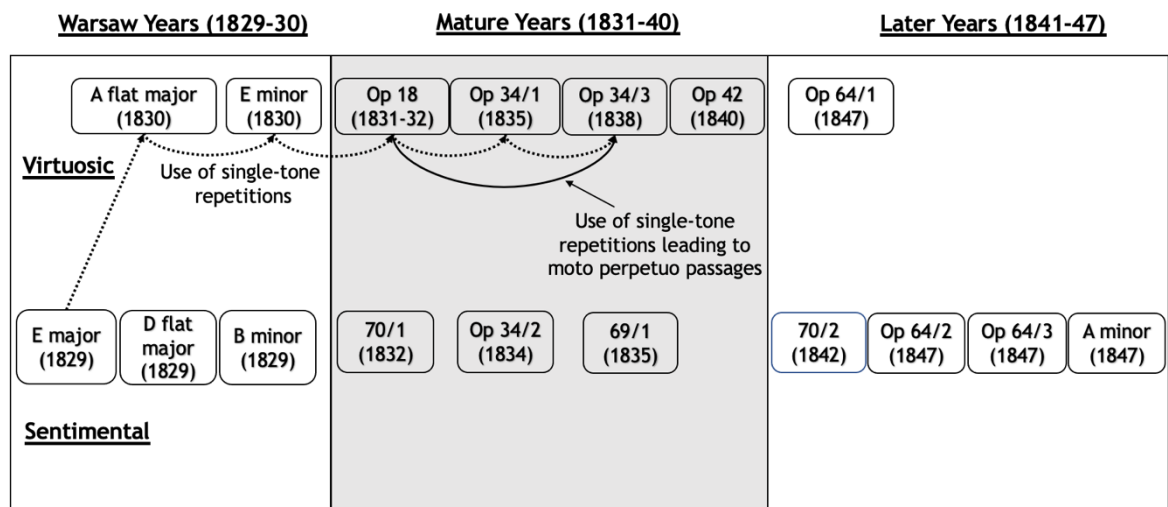 Warsaw Years (1829-30)
Mature Years (1831-40)
Later Years (1841-47)
A flat major
(1830)
E minor
(1830)
Op 18
(1831-32)
Op 34/1
(1835)
Op 34/3
(1838)
Op 42
(1840)
Op 64/1
(1847)
Virtuosic
Use of single-tone
repetitions
Use of single-tone
repetitions leading to
moto perpetuo passages
E major
(1829)
D flat
major
(1829)
B minor
(1829)
70/1
(1832)
Op 34/2
(1834)
69/1
(1835)
70/2
(1842)
Op 64/2
(1847)
Op 64/3
(1847)
A minor
(1847)
Sentimental